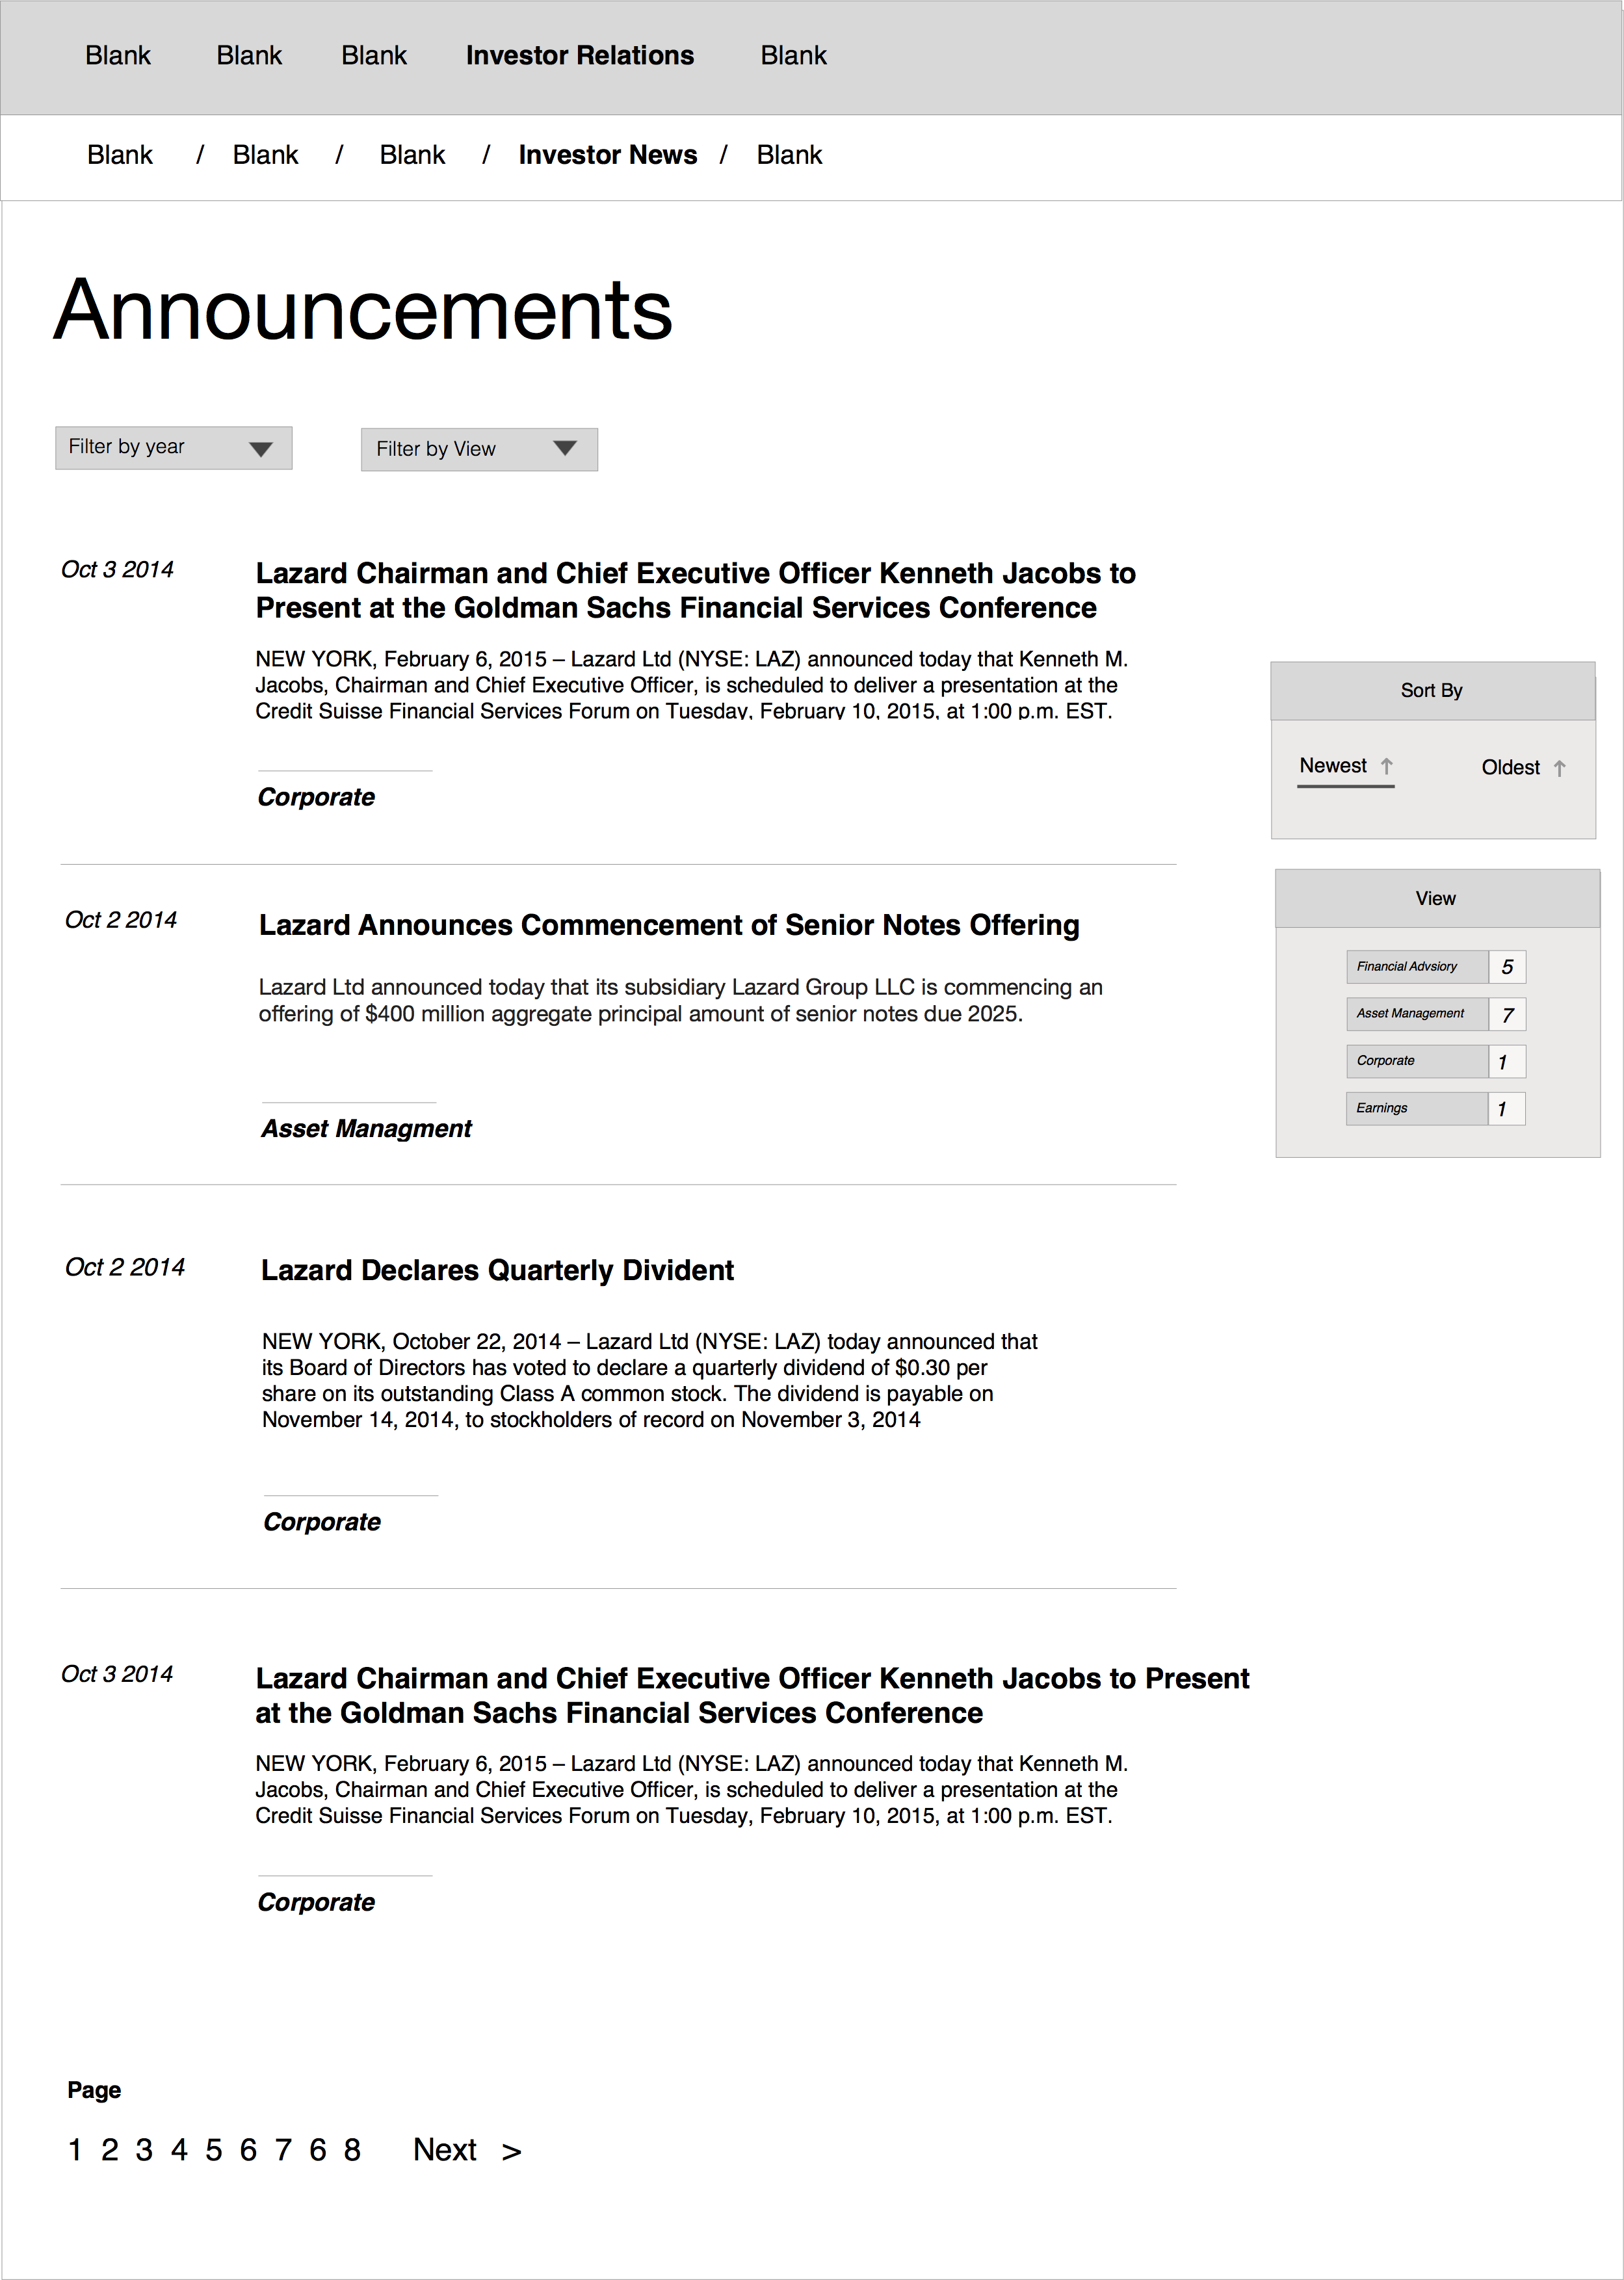 Blank Blank Blank Investor Relations Blank
Blank / Blank / Blank / Investor News / Blank
Announcements
Filter by year
Filter by View
Oct 3 2014
Lazard Chairman and Chief Executive Officer Kenneth Jacobs to
Present at the Goldman Sachs Financial Services Conference
NEW YORK, February 6, 2015 – Lazard Ltd (NYSE: LAZ) announced today that Kenneth M.
Jacobs, Chairman and Chief Executive Officer, is scheduled to deliver a presentation at the
Credit Suisse Financial Services Forum on Tuesday, February 10, 2015, at 1:00 p.m. EST.
Corporate
Sort By
Newest ↑ Oldest ↑
View
Financial Advsiory 5
Asset Management 7
Corporate 1
Earnings 1
Oct 2 2014
Lazard Announces Commencement of Senior Notes Offering
Lazard Ltd announced today that its subsidiary Lazard Group LLC is commencing an
offering of $400 million aggregate principal amount of senior notes due 2025.
Asset Managment
Oct 2 2014
Lazard Declares Quarterly Divident
NEW YORK, October 22, 2014 – Lazard Ltd (NYSE: LAZ) today announced that
its Board of Directors has voted to declare a quarterly dividend of $0.30 per
share on its outstanding Class A common stock. The dividend is payable on
November 14, 2014, to stockholders of record on November 3, 2014
Corporate
Oct 3 2014
Lazard Chairman and Chief Executive Officer Kenneth Jacobs to Present
at the Goldman Sachs Financial Services Conference
NEW YORK, February 6, 2015 – Lazard Ltd (NYSE: LAZ) announced today that Kenneth M.
Jacobs, Chairman and Chief Executive Officer, is scheduled to deliver a presentation at the
Credit Suisse Financial Services Forum on Tuesday, February 10, 2015, at 1:00 p.m. EST.
Corporate
Page
1 2 3 4 5 6 7 6 8 Next >